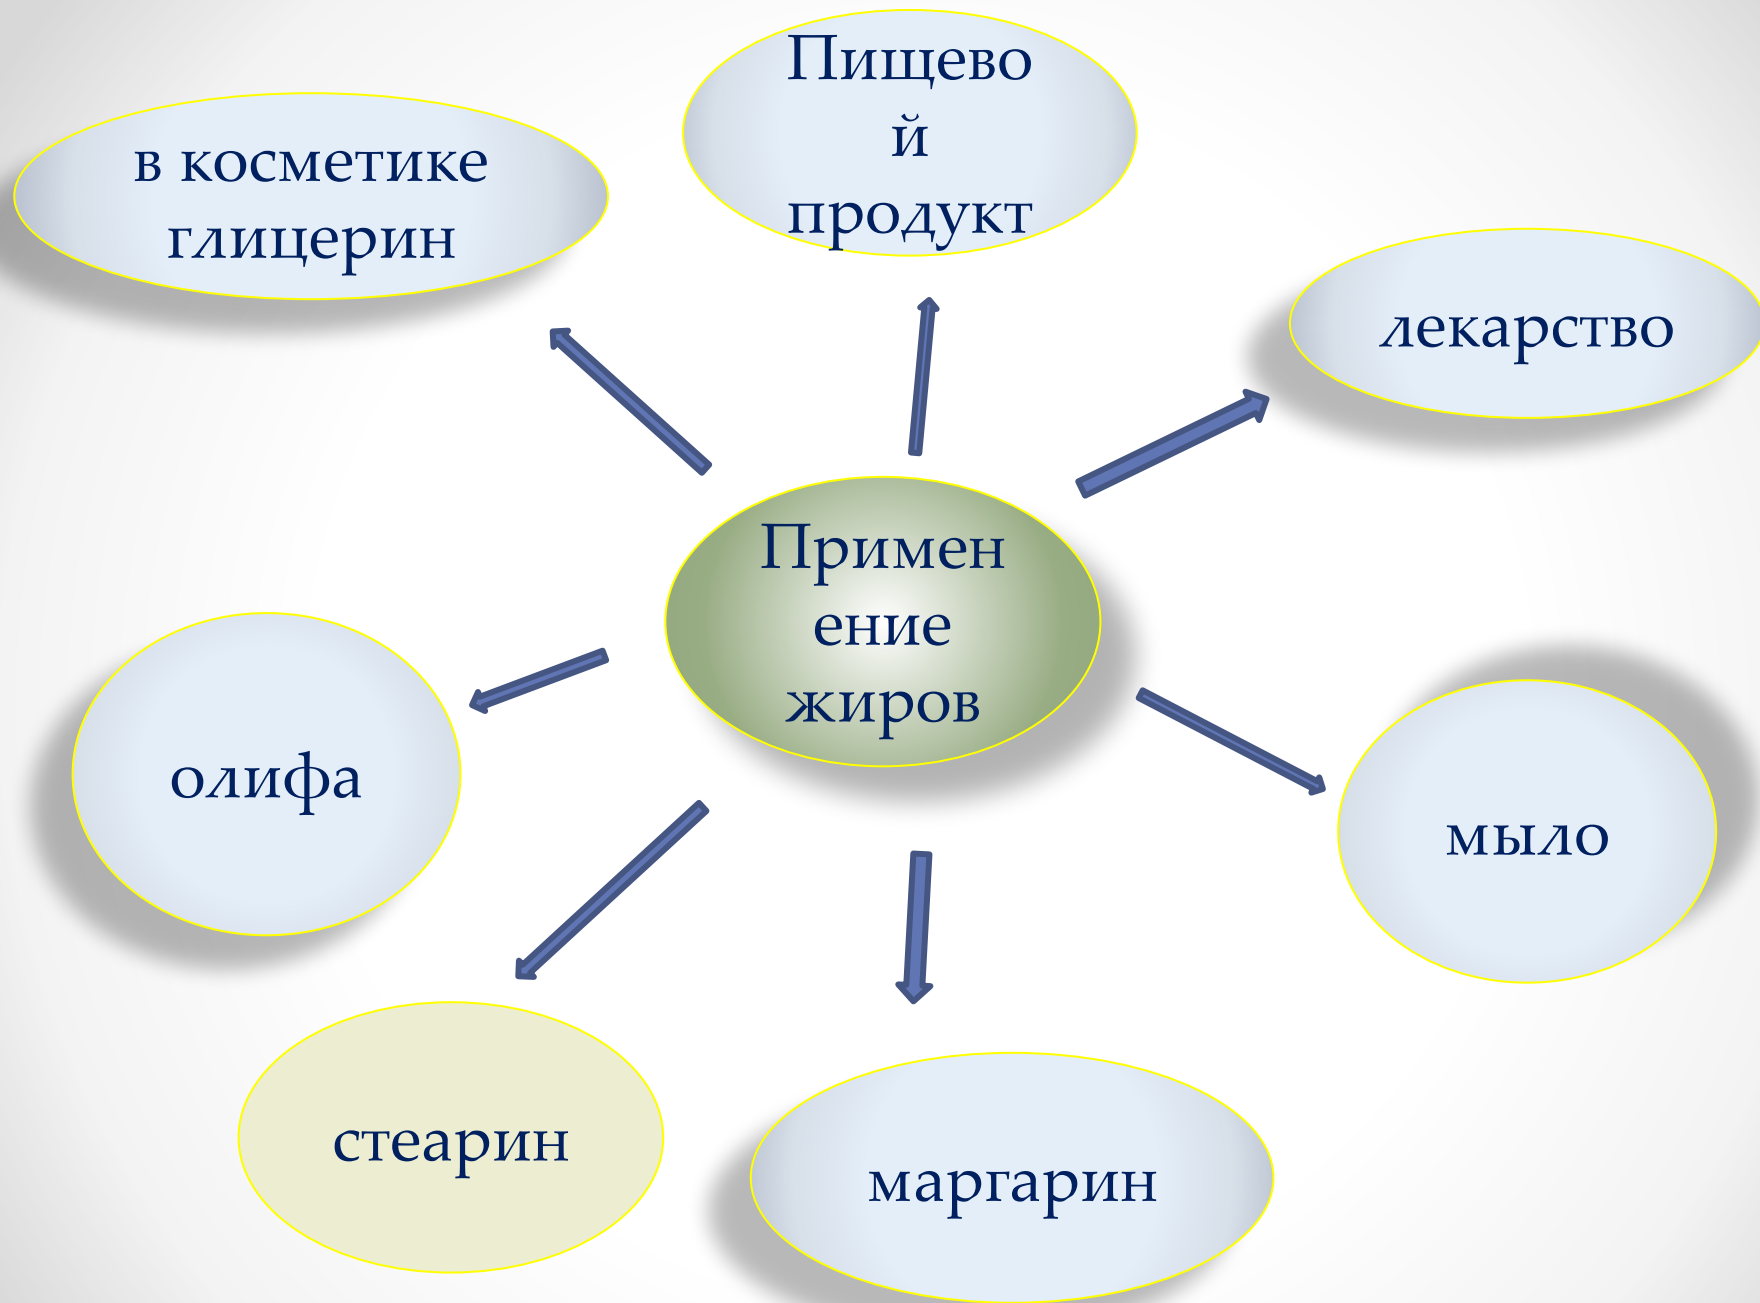 Пищево
й
продукт
в косметике
глицерин
лекарство
Примен
ение
жиров
олифа
мыло
стеарин
маргарин